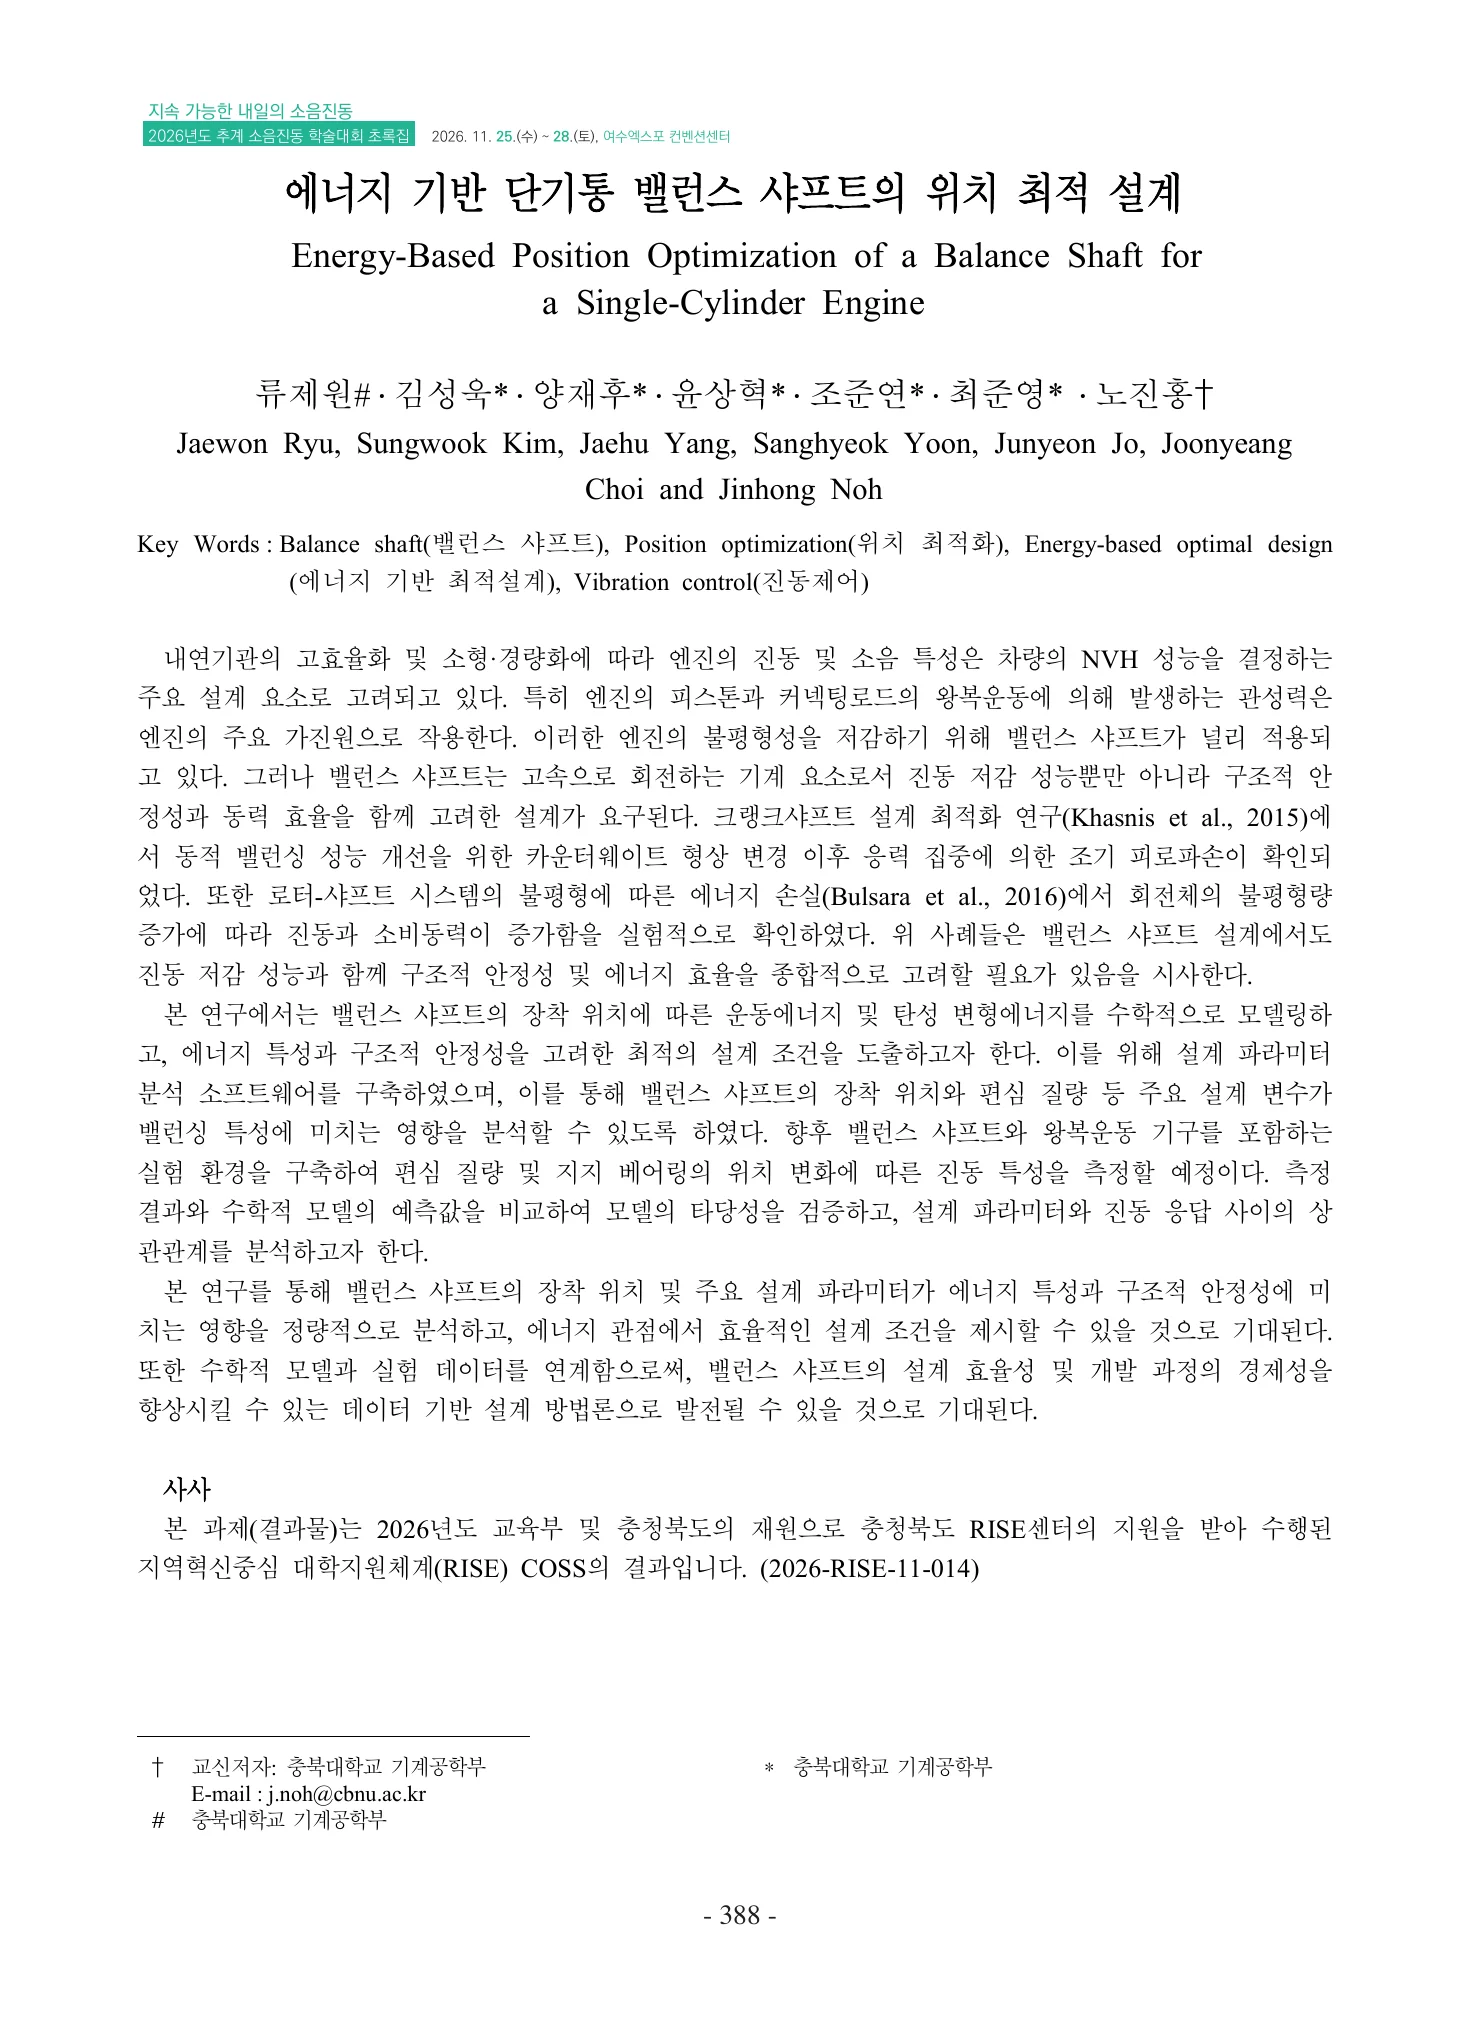 지속 가능한 내일의 소음진동
2026년도 추계 소음진동 학술대회 초록집 2026. 11. 25.(수) ~ 28.(토), 여수엑스포 컨벤션센터
에너지 기반 단기통 밸런스 샤프트의 위치 최적 설계
Energy-Based Position Optimization of a Balance Shaft for
a Single-Cylinder Engine
류제원# · 김성욱* · 양재후* · 윤상혁* · 조준연* · 최준영* · 노진홍†
Jaewon Ryu, Sungwook Kim, Jaehu Yang, Sanghyeok Yoon, Junyeon Jo, Joonyeang
Choi and Jinhong Noh
Key Words : Balance shaft(밸런스 샤프트), Position optimization(위치 최적화), Energy-based optimal design
(에너지 기반 최적설계), Vibration control(진동제어)
내연기관의 고효율화 및 소형·경량화에 따라 엔진의 진동 및 소음 특성은 차량의 NVH 성능을 결정하는
주요 설계 요소로 고려되고 있다. 특히 엔진의 피스톤과 커넥팅로드의 왕복운동에 의해 발생하는 관성력은
엔진의 주요 가진원으로 작용한다. 이러한 엔진의 불평형성을 저감하기 위해 밸런스 샤프트가 널리 적용되
고 있다. 그러나 밸런스 샤프트는 고속으로 회전하는 기계 요소로서 진동 저감 성능뿐만 아니라 구조적 안
정성과 동력 효율을 함께 고려한 설계가 요구된다. 크랭크샤프트 설계 최적화 연구(Khasnis et al., 2015)에
서 동적 밸런싱 성능 개선을 위한 카운터웨이트 형상 변경 이후 응력 집중에 의한 조기 피로파손이 확인되
었다. 또한 로터-샤프트 시스템의 불평형에 따른 에너지 손실(Bulsara et al., 2016)에서 회전체의 불평형량
증가에 따라 진동과 소비동력이 증가함을 실험적으로 확인하였다. 위 사례들은 밸런스 샤프트 설계에서도
진동 저감 성능과 함께 구조적 안정성 및 에너지 효율을 종합적으로 고려할 필요가 있음을 시사한다.
본 연구에서는 밸런스 샤프트의 장착 위치에 따른 운동에너지 및 탄성 변형에너지를 수학적으로 모델링하
고, 에너지 특성과 구조적 안정성을 고려한 최적의 설계 조건을 도출하고자 한다. 이를 위해 설계 파라미터
분석 소프트웨어를 구축하였으며, 이를 통해 밸런스 샤프트의 장착 위치와 편심 질량 등 주요 설계 변수가
밸런싱 특성에 미치는 영향을 분석할 수 있도록 하였다. 향후 밸런스 샤프트와 왕복운동 기구를 포함하는
실험 환경을 구축하여 편심 질량 및 지지 베어링의 위치 변화에 따른 진동 특성을 측정할 예정이다. 측정
결과와 수학적 모델의 예측값을 비교하여 모델의 타당성을 검증하고, 설계 파라미터와 진동 응답 사이의 상
관관계를 분석하고자 한다.
본 연구를 통해 밸런스 샤프트의 장착 위치 및 주요 설계 파라미터가 에너지 특성과 구조적 안정성에 미
치는 영향을 정량적으로 분석하고, 에너지 관점에서 효율적인 설계 조건을 제시할 수 있을 것으로 기대된다.
또한 수학적 모델과 실험 데이터를 연계함으로써, 밸런스 샤프트의 설계 효율성 및 개발 과정의 경제성을
향상시킬 수 있는 데이터 기반 설계 방법론으로 발전될 수 있을 것으로 기대된다.
사사
본 과제(결과물)는 2026년도 교육부 및 충청북도의 재원으로 충청북도 RISE센터의 지원을 받아 수행된
지역혁신중심 대학지원체계(RISE) COSS의 결과입니다. (2026-RISE-11-014)
† 교신저자: 충북대학교 기계공학부
E-mail : j.noh@cbnu.ac.kr
# 충북대학교 기계공학부
* 충북대학교 기계공학부
- 388 -